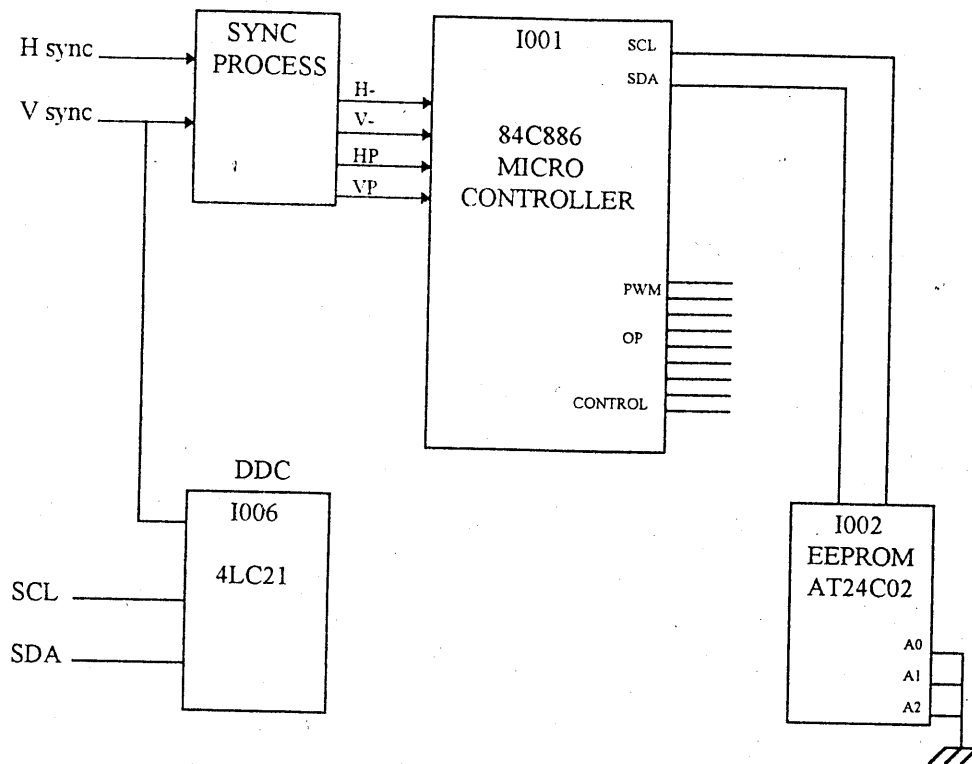 H sync
V sync
SYNC
PROCESS
H-
V-
HP
VP
I001
SCL
SDA
84C886
MICRO
CONTROLLER
PWM
OP
CONTROL
DDC
I006
4LC21
SCL
SDA
I002
EEPROM
AT24C02
A0
A1
A2